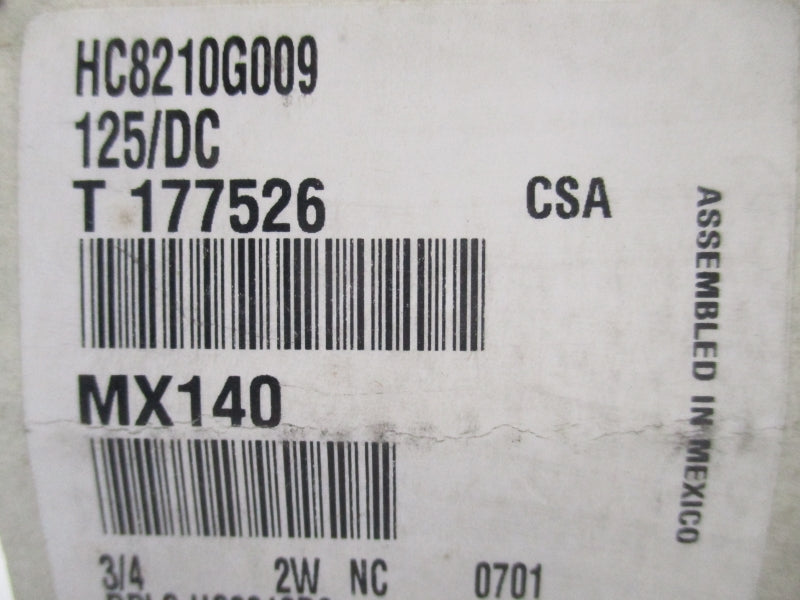 HC8210G009
125/DC
T 177526
CSA
MX140
ASSEMBLED IN MEXICO
3/4 2W NC 0701